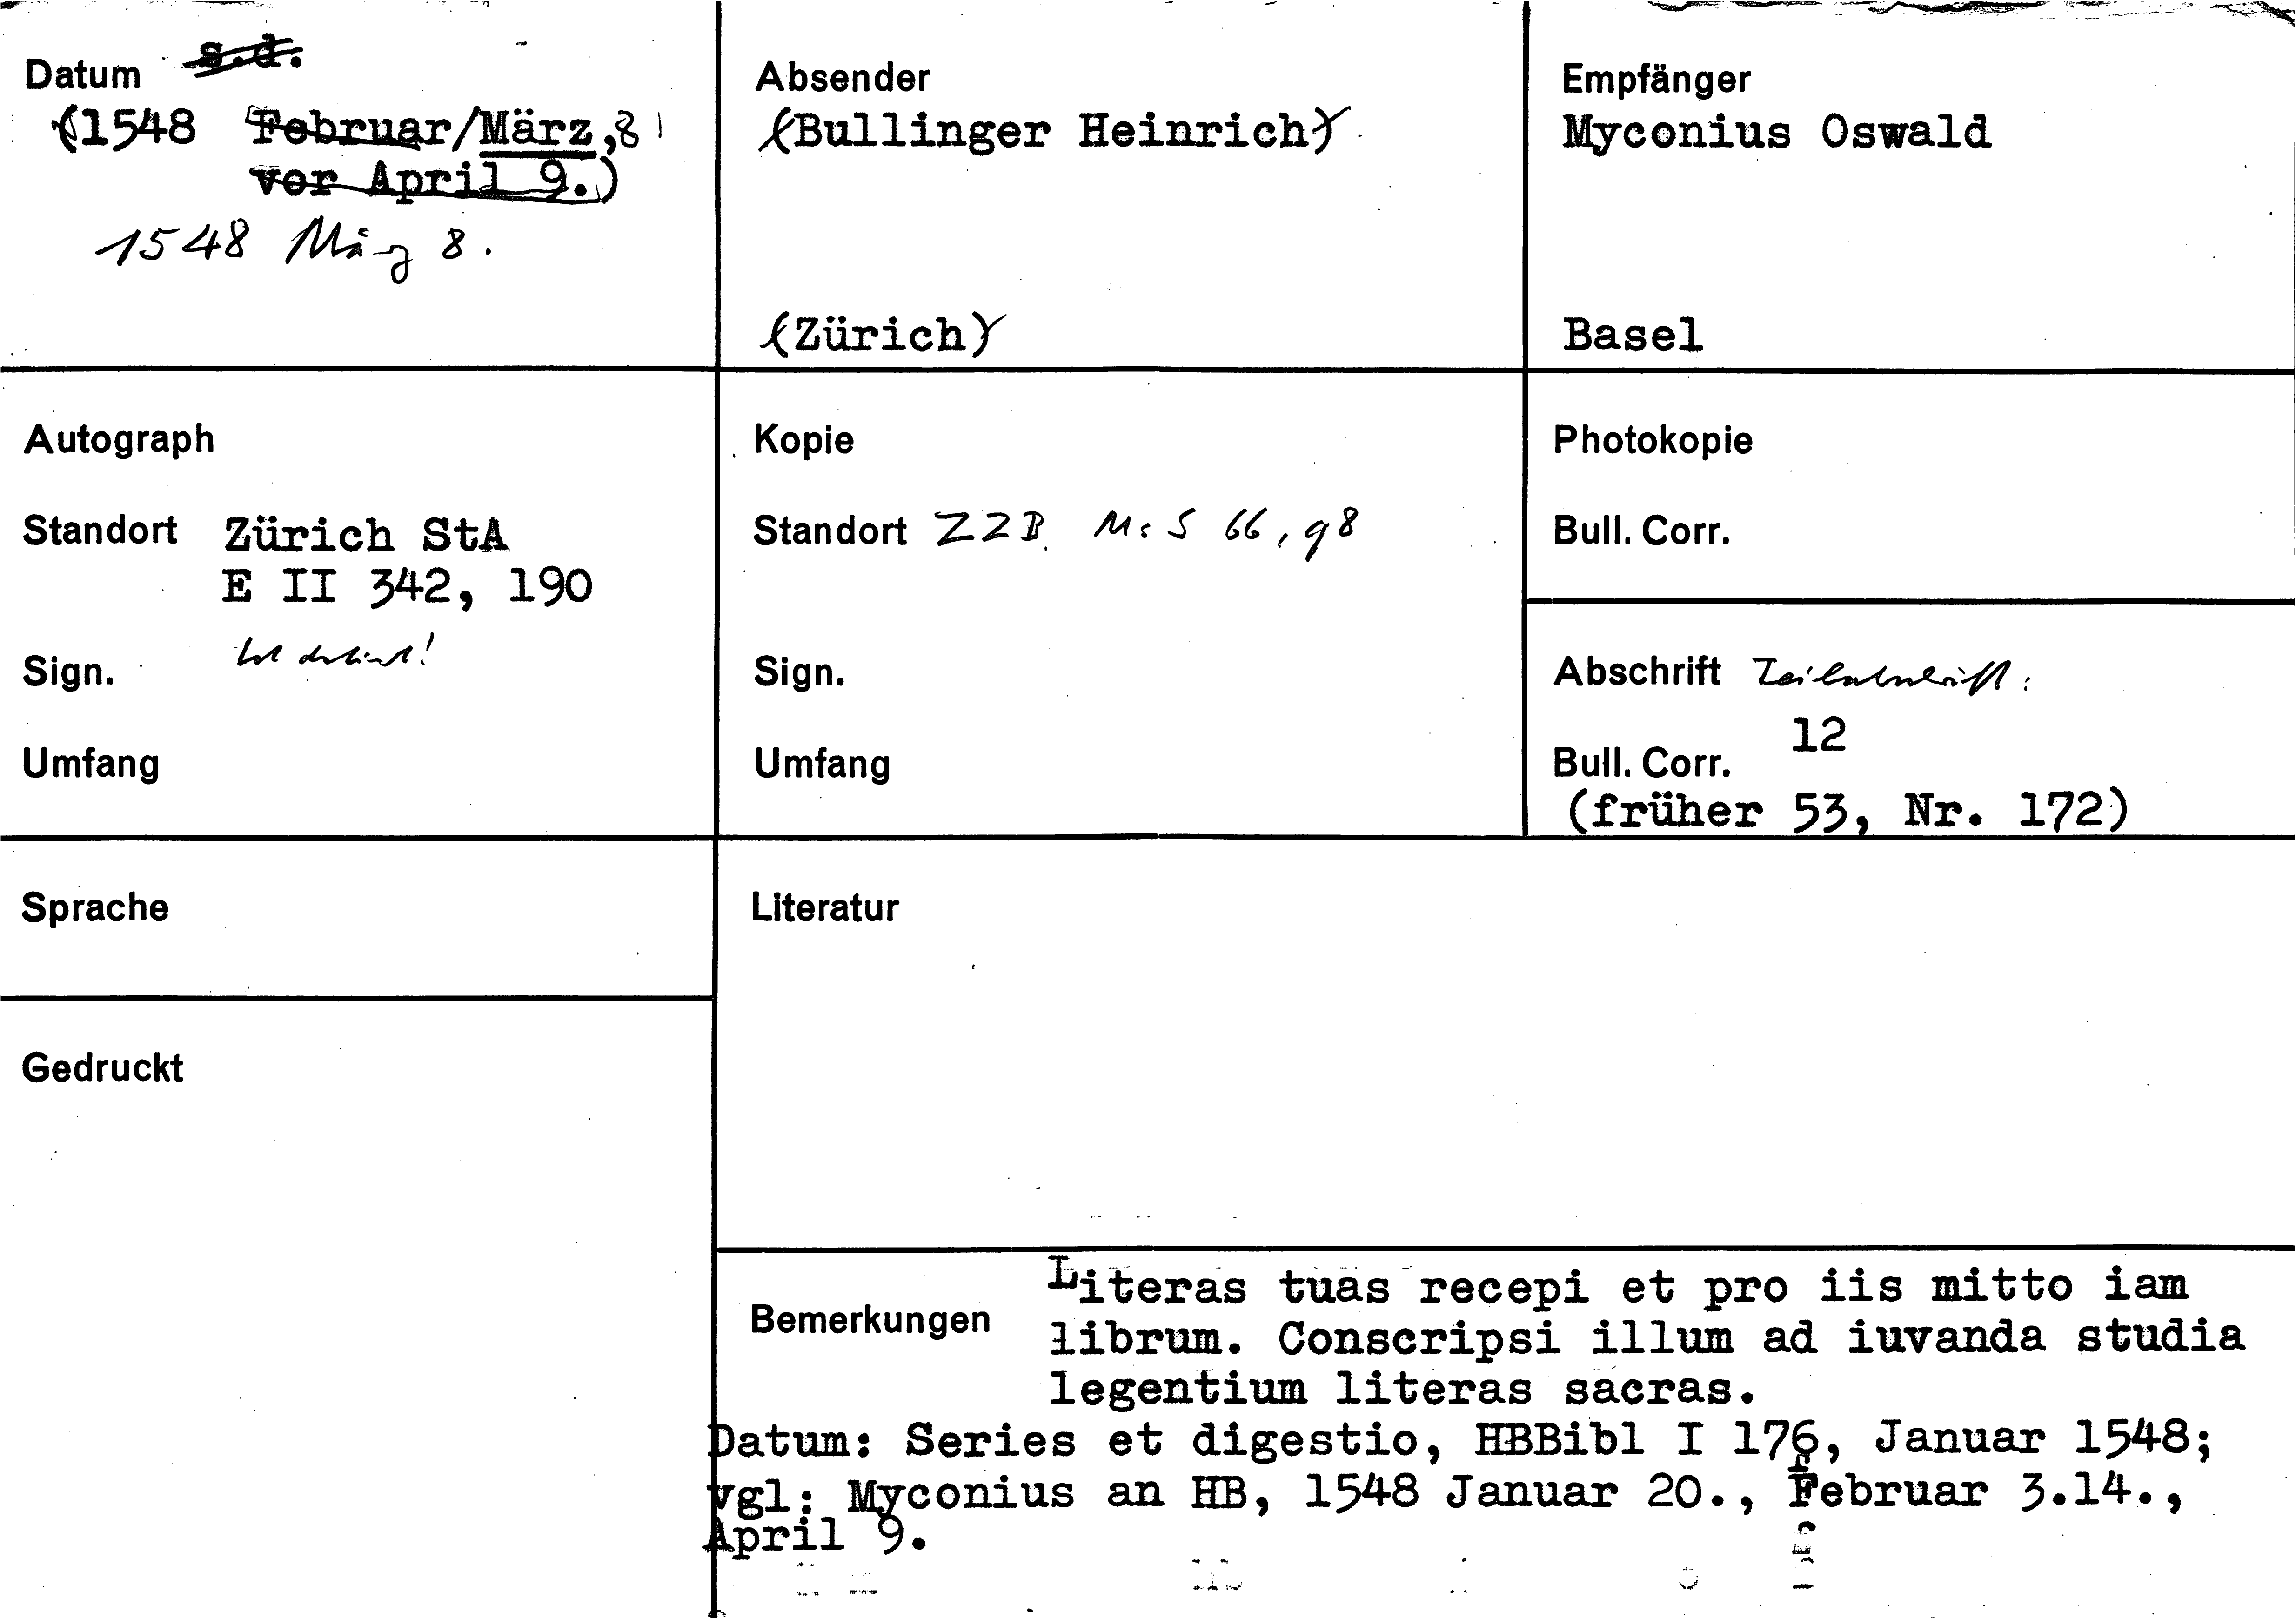 Datum s.d.
(1548 Februar/März, 8
vor April 9.)
1548 März 8.
Absender
(Bullinger Heinrich)
(Zürich)
Empfänger
Myconius Oswald
Basel
Autograph
Standort Zürich StA
E II 342, 190
Sign. ist datiert!
Umfang
Kopie
Standort ZZB. Ms S 66, 98
Sign.
Umfang
Photokopie
Bull. Corr.
Abschrift Teilabschrift:
12
Bull. Corr.
(früher 53, Nr. 172)
Sprache
Literatur
Gedruckt
Bemerkungen
Literas tuas recepi et pro iis mitto iam
librum. Conscripsi illum ad iuvanda studia
legentium literas sacras.
Datum: Series et digestio, HBBibl I 176, Januar 1548;
vgl: Myconius an HB, 1548 Januar 20., Februar 3.14.,
April 9.